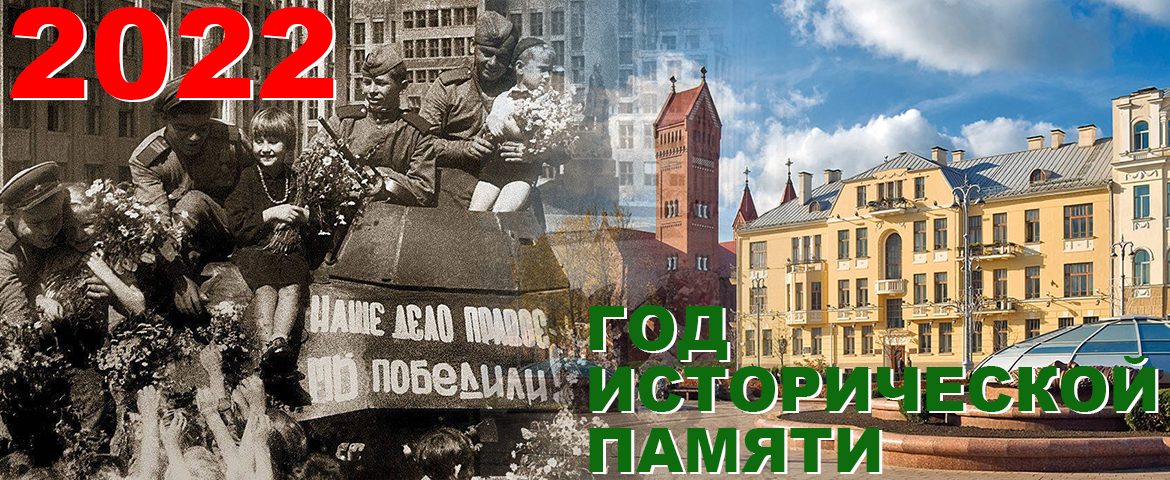 2022
НАШЕ ДЕЛО ПРАВОЕ.
МЫ ПОБЕДИЛИ!
ГОД
ИСТОРИЧЕСКОЙ
ПАМЯТИ